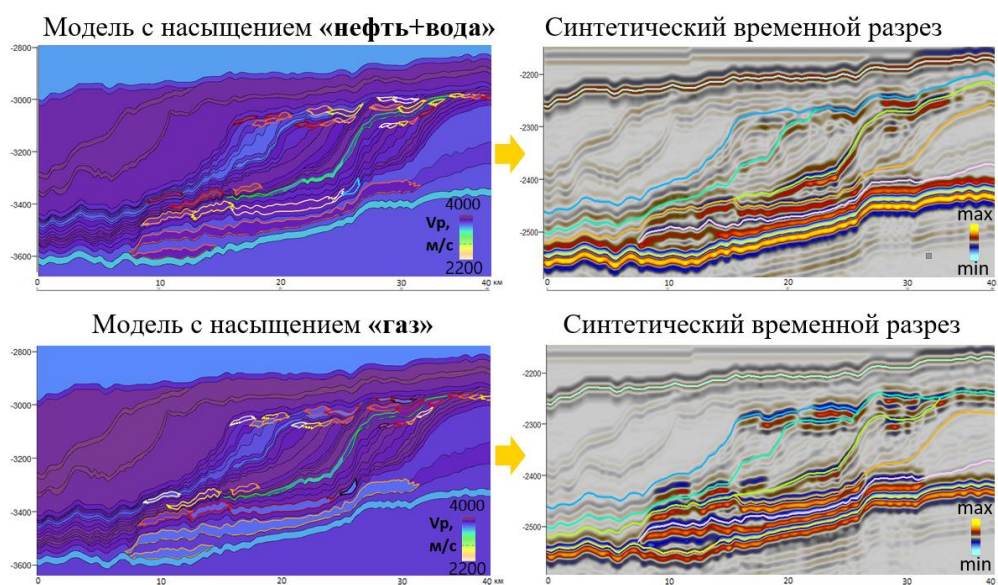 Модель с насыщением «нефть+вода»
Синтетический временной разрез
-2800
-3000
-3200
-3400
-3600
4000
Vp,
м/с
2200
0
10
20
30
40 км
-2200
-2300
-2400
-2500
max
min
0
10
20
30
40
Модель с насыщением «газ»
Синтетический временной разрез
-2800
-3000
-3200
-3400
-3600
4000
Vp,
м/с
2200
0
10
20
30
40 км
-2200
-2300
-2400
-2500
max
min
0
10
20
30
40